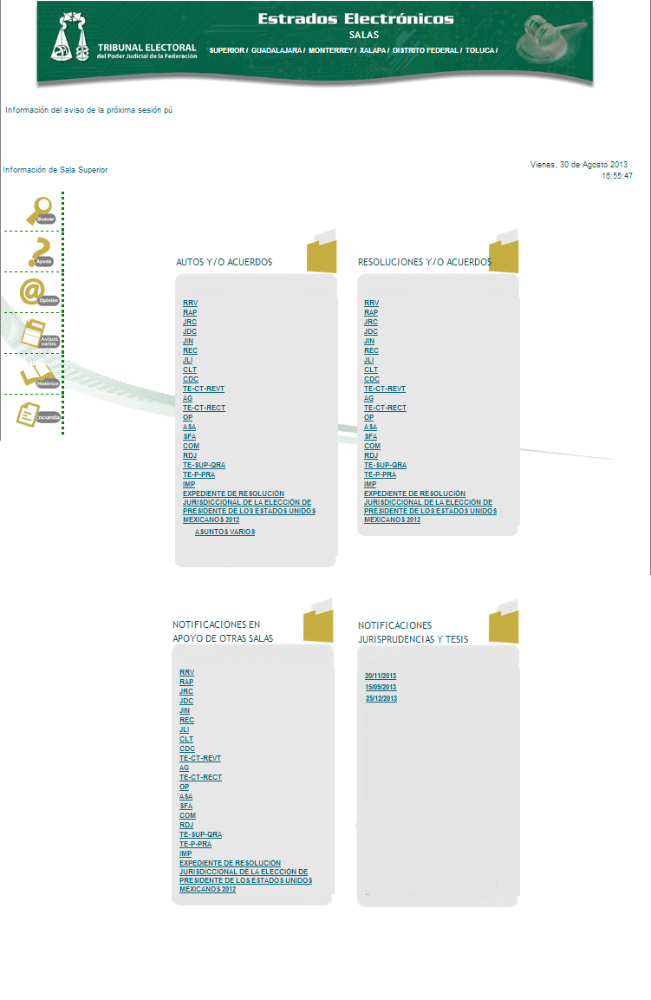 Estrados Electrónicos
SALAS
TRIBUNAL ELECTORAL
del Poder Judicial de la Federación
SUPERIOR / GUADALAJARA / MONTERREY / XALAPA / DISTRITO FEDERAL / TOLUCA /
Información del aviso de la próxima sesión pú
Información de Sala Superior
Vienes, 30 de Agosto 2013
16:55:47
Buscar
Ayuda
Opinión
Avisos
varios
Histórico
Encuesta
AUTOS Y/O ACUERDOS
RRV
RAP
JRC
JDC
JIN
REC
JLI
CLT
CDC
TE-CT-REVT
AG
TE-CT-RECT
OP
ASA
SFA
COM
RDJ
TE-SUP-QRA
TE-P-PRA
IMP
EXPEDIENTE DE RESOLUCIÓN
JURISDICCIONAL DE LA ELECCIÓN DE
PRESIDENTE DE LOS ESTADOS UNIDOS
MEXICANOS 2012
ASUNTOS VARIOS
RESOLUCIONES Y/O ACUERDOS
RRV
RAP
JRC
JDC
JIN
REC
JLI
CLT
CDC
TE-CT-REVT
AG
TE-CT-RECT
OP
ASA
SFA
COM
RDJ
TE-SUP-QRA
TE-P-PRA
IMP
EXPEDIENTE DE RESOLUCIÓN
JURISDICCIONAL DE LA ELECCIÓN DE
PRESIDENTE DE LOS ESTADOS UNIDOS
MEXICANOS 2012
NOTIFICACIONES EN
APOYO DE OTRAS SALAS
RRV
RAP
JRC
JDC
JIN
REC
JLI
CLT
CDC
TE-CT-REVT
AG
TE-CT-RECT
OP
ASA
SFA
COM
RDJ
TE-SUP-QRA
TE-P-PRA
IMP
EXPEDIENTE DE RESOLUCIÓN
JURISDICCIONAL DE LA ELECCIÓN DE
PRESIDENTE DE LOS ESTADOS UNIDOS
MEXICANOS 2012
NOTIFICACIONES
JURISPRUDENCIAS Y TESIS
20/11/2013
15/09/2013
25/12/2013